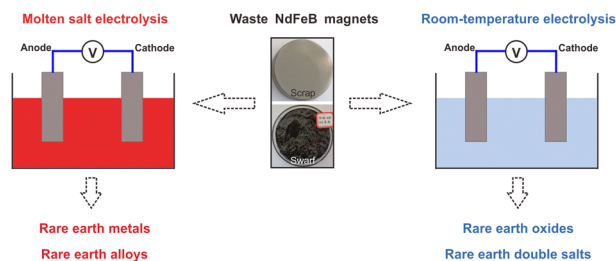 Molten salt electrolysis
Waste NdFeB magnets
Room-temperature electrolysis
Anode
V
Cathode
Scrap
Swarf
Anode
V
Cathode
Rare earth metals
Rare earth alloys
Rare earth oxides
Rare earth double salts